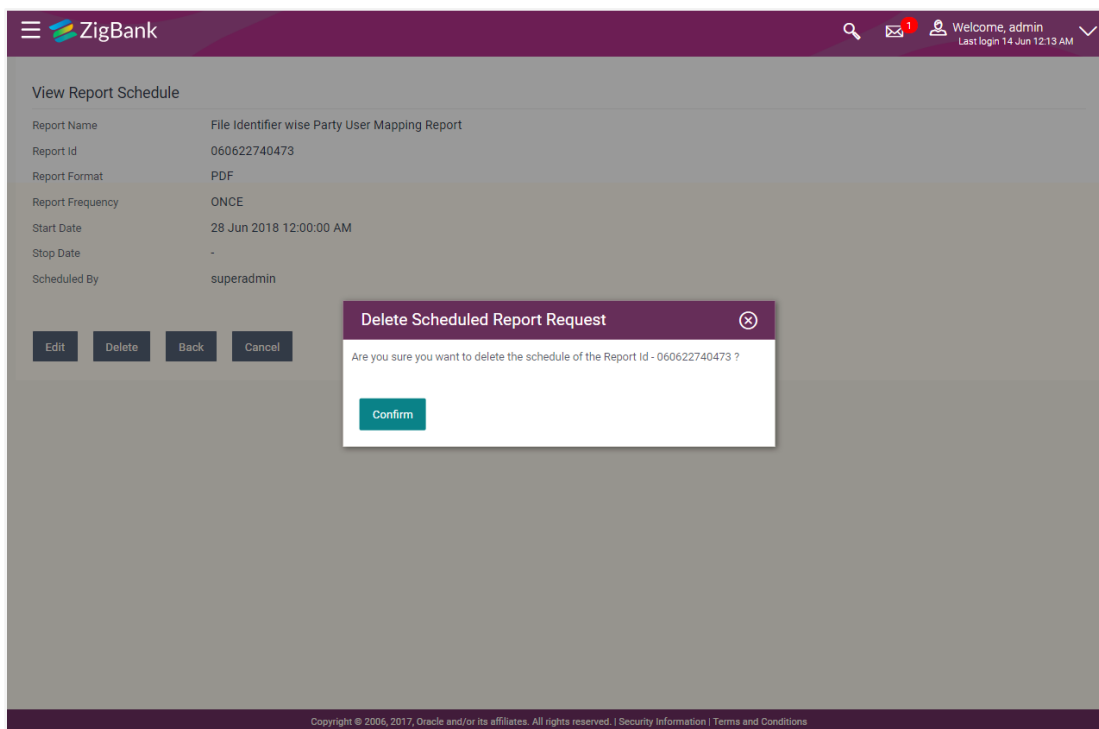 ZigBank
1
Welcome, admin
Last login 14 Jun 12:13 AM
View Report Schedule
Report Name File Identifier wise Party User Mapping Report
Report Id 060622740473
Report Format PDF
Report Frequency ONCE
Start Date 28 Jun 2018 12:00:00 AM
Stop Date -
Scheduled By superadmin
Edit Delete Back Cancel
Delete Scheduled Report Request
Are you sure you want to delete the schedule of the Report Id - 060622740473 ?
Confirm
Copyright © 2006, 2017, Oracle and/or its affiliates. All rights reserved. | Security Information | Terms and Conditions